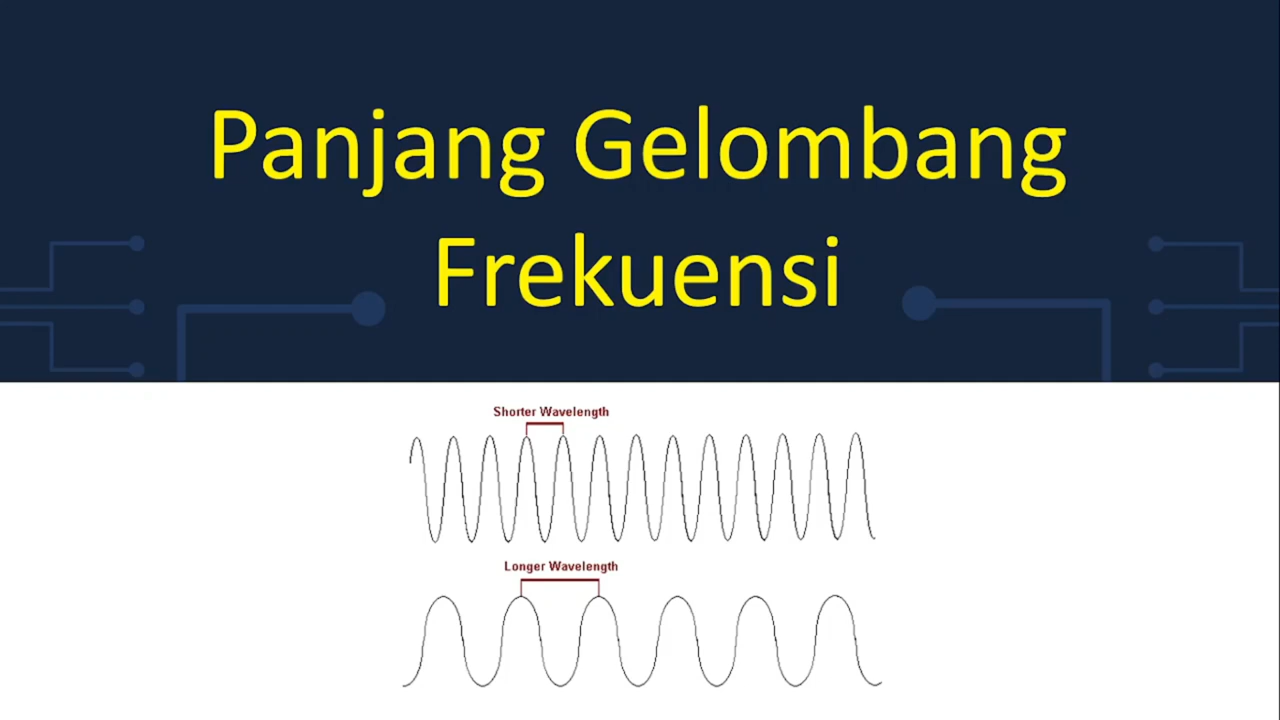 Panjang Gelombang
Frekuensi
Shorter Wavelength
Longer Wavelength